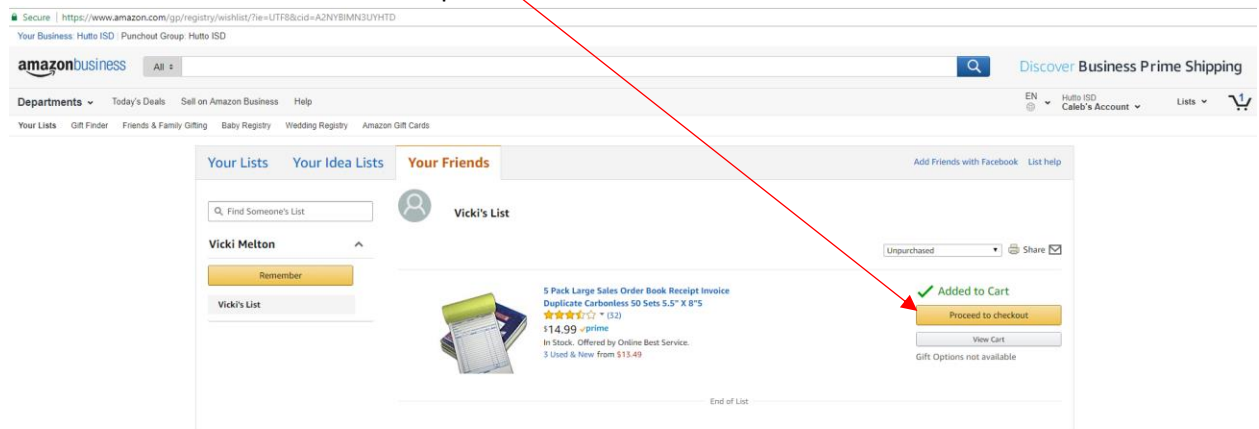 Secure | https://www.amazon.com/gp/registry/wishlist/?ie=UTF8&cid=A2NYBIMN3UYHTD
Your Business: Hutto ISD | Punchout Group: Hutto ISD
amazonbusiness All Discover Business Prime Shipping
Departments Today's Deals Sell on Amazon Business Help EN Hutto ISD Caleb's Account Lists 1
Your Lists Gift Finder Friends & Family Gifting Baby Registry Wedding Registry Amazon Gift Cards
Your Lists Your Idea Lists Your Friends Add Friends with Facebook List help
Find Someone's List
Vicki's List
Vicki Melton
Unpurchased Share
Remember
Vicki's List
5 Pack Large Sales Order Book Receipt Invoice
Duplicate Carbonless 50 Sets 5.5" X 8"5
(32)
$14.99 prime
In Stock. Offered by Online Best Service.
3 Used & New from $13.49
Added to Cart
Proceed to checkout
View Cart
Gift Options not available
End of List